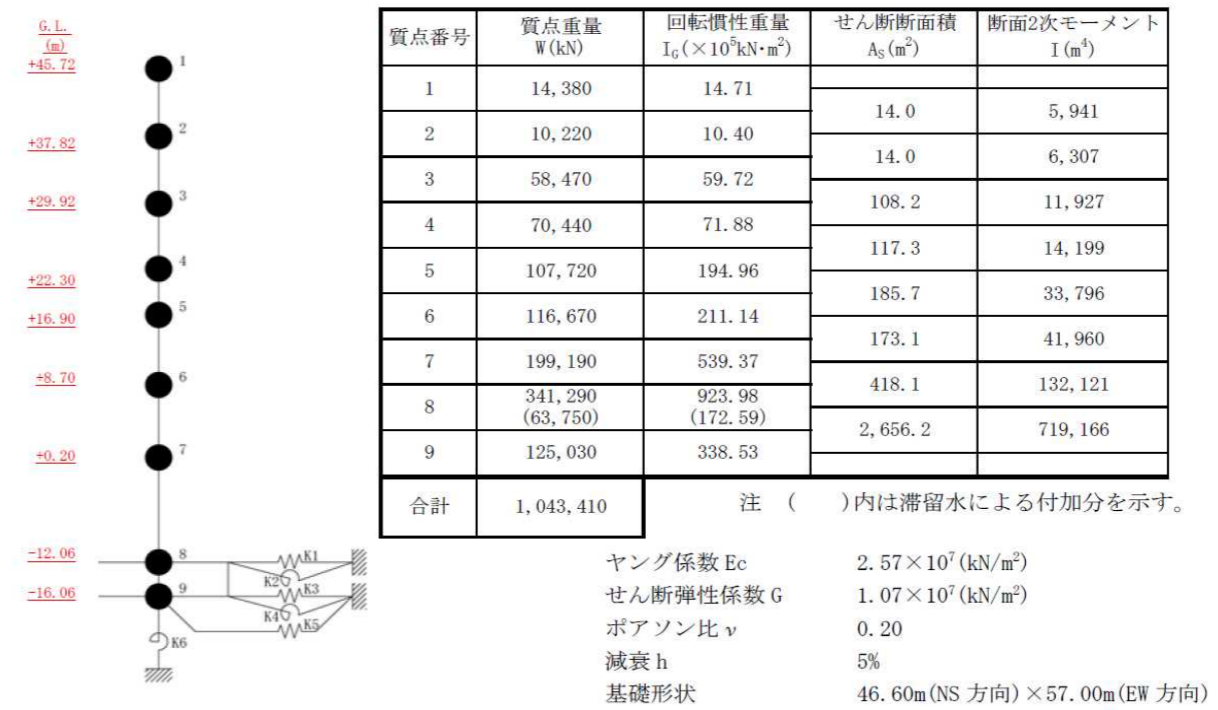 G.L.
(m)
+45.72
+37.82
+29.92
+22.30
+16.90
+8.70
+0.20
-12.06
-16.06
1
2
3
4
5
6
7
8
9
K1
K2
K3
K4
K5
K6
質点番号 質点重量 W(kN) 回転慣性重量 I_G(×10⁵kN・m²) せん断断面積 A_S(m²) 断面2次モーメント I(m⁴)
1 14,380 14.71
14.0 5,941
2 10,220 10.40
14.0 6,307
3 58,470 59.72
108.2 11,927
4 70,440 71.88
117.3 14,199
5 107,720 194.96
185.7 33,796
6 116,670 211.14
173.1 41,960
7 199,190 539.37
418.1 132,121
8 341,290 923.98
(63,750) (172.59)
2,656.2 719,166
9 125,030 338.53
合計 1,043,410
注 ( )内は滞留水による付加分を示す。
ヤング係数 Ec 2.57×10⁷(kN/m²)
せん断弾性係数 G 1.07×10⁷(kN/m²)
ポアソン比 ν 0.20
減衰 h 5%
基礎形状 46.60m(NS 方向)×57.00m(EW 方向)